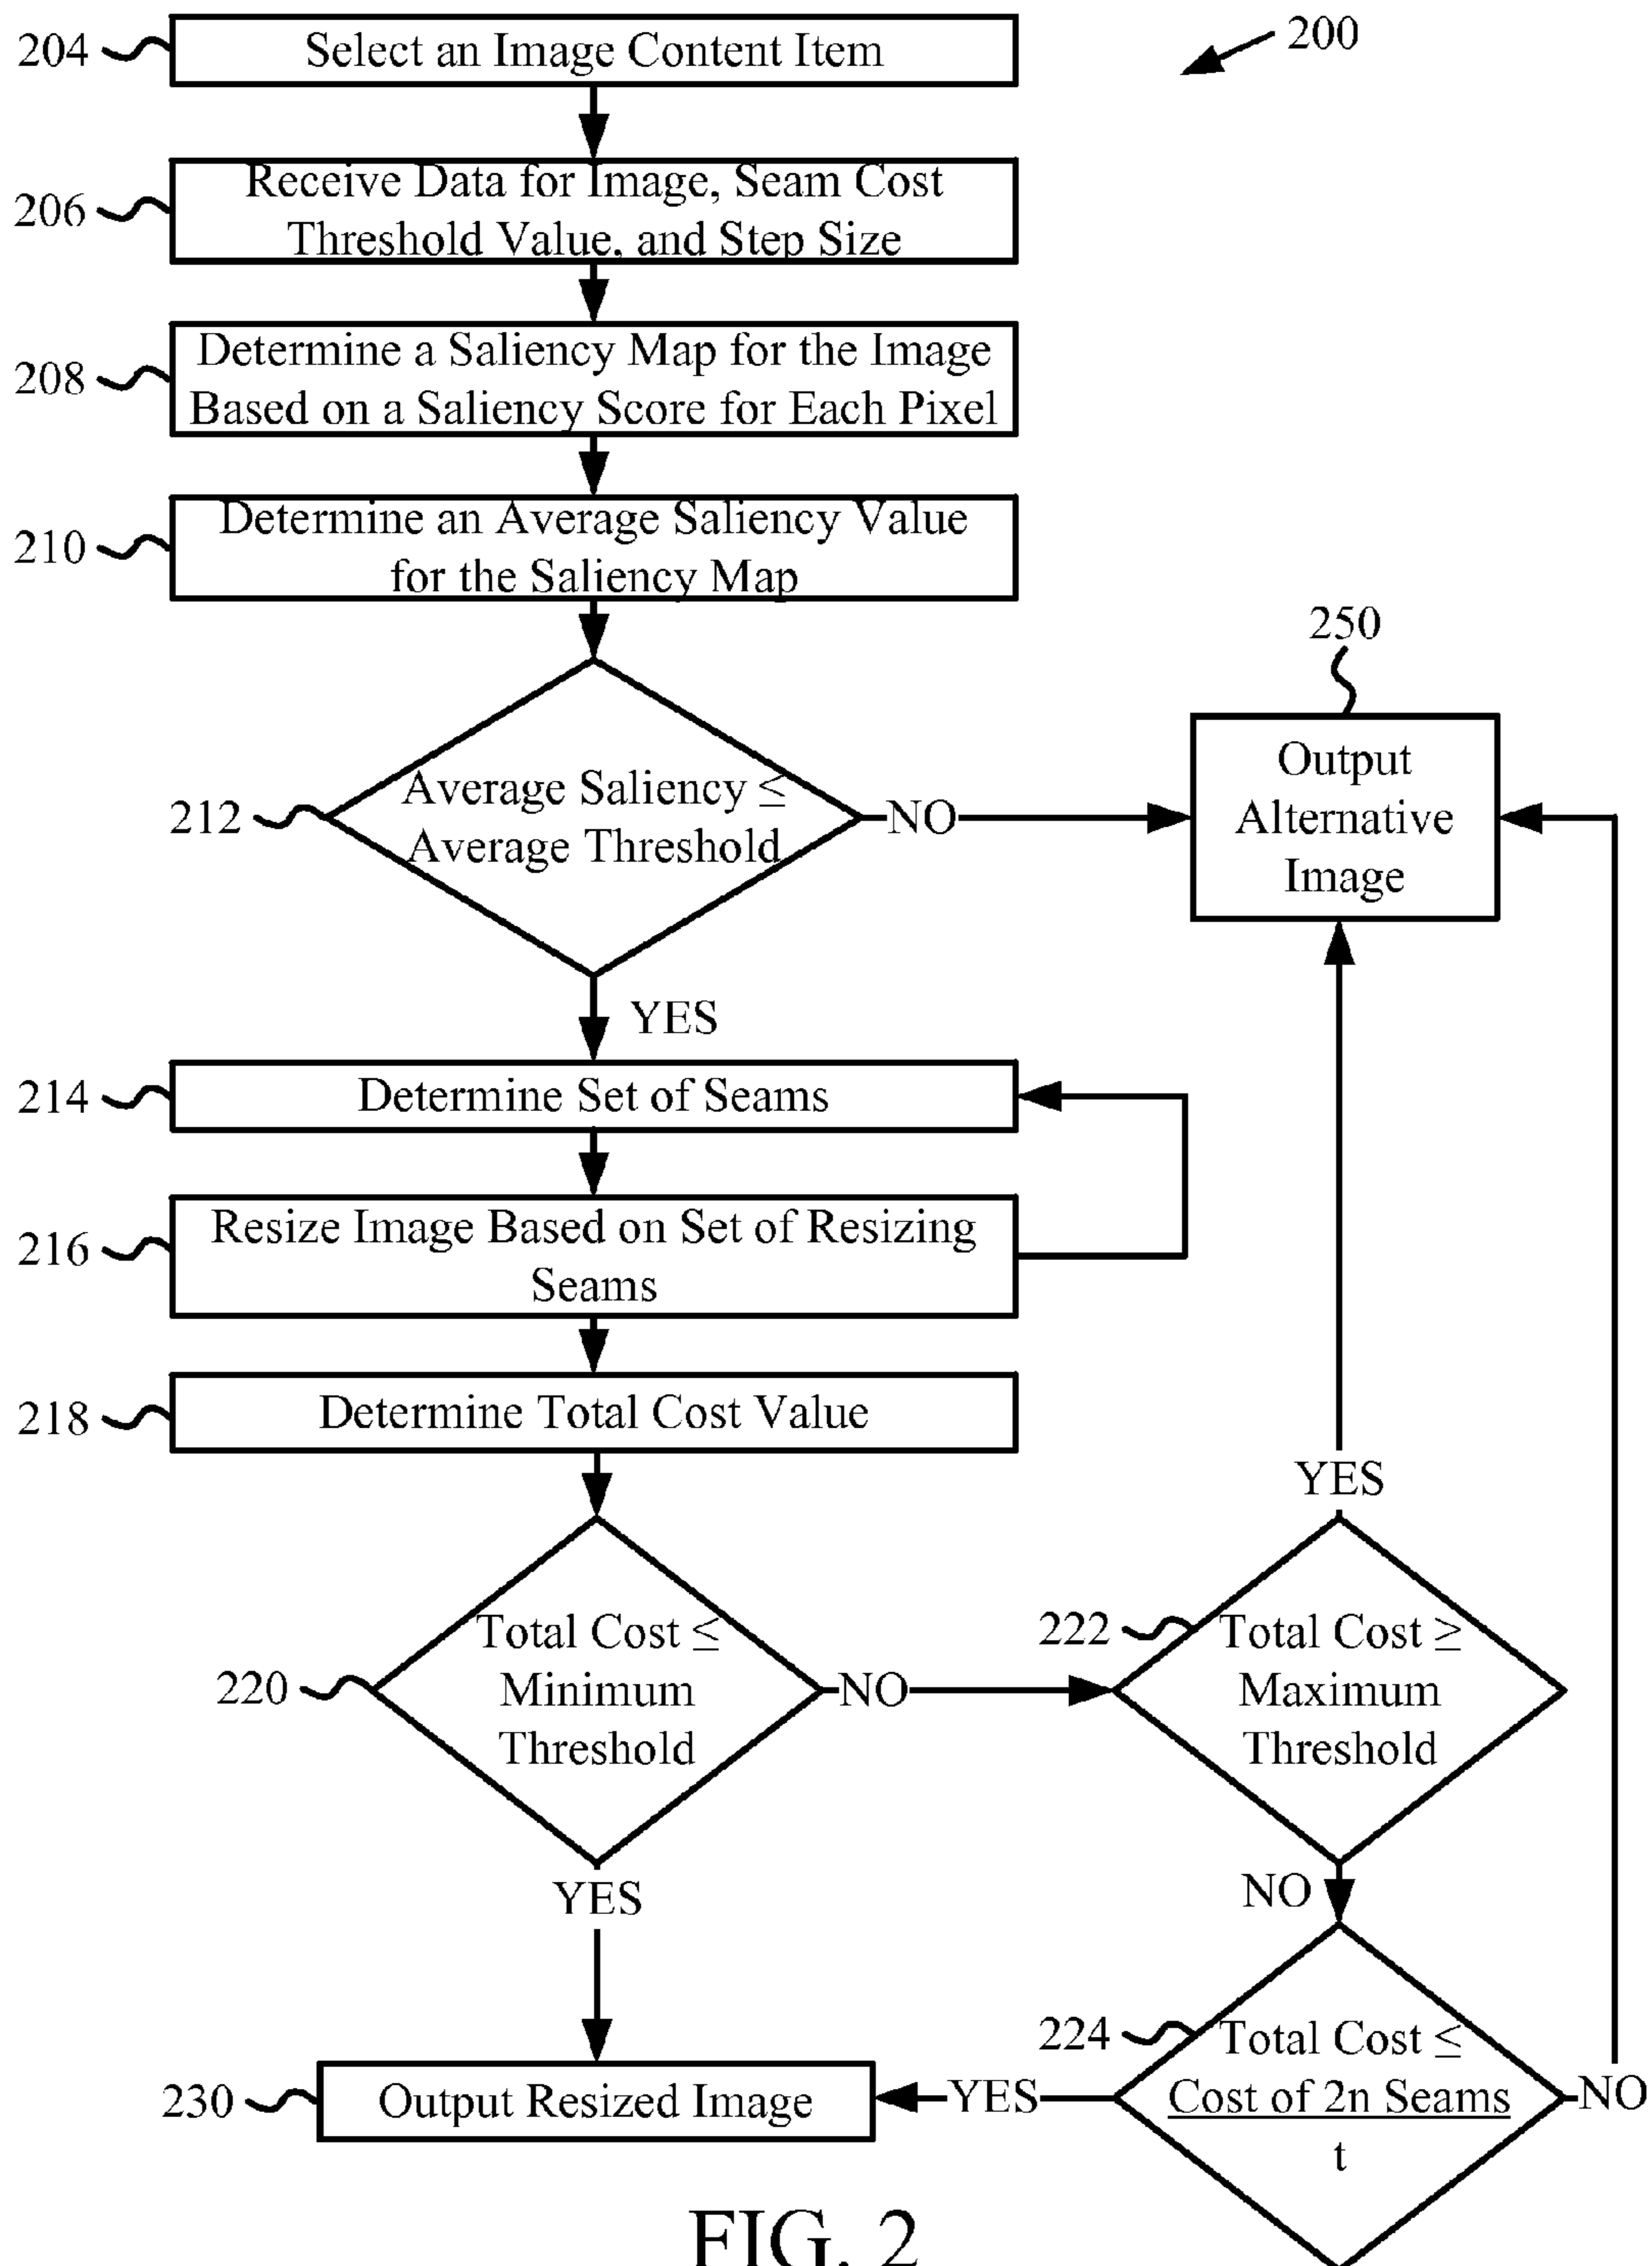 200
204
Select an Image Content Item
206
Receive Data for Image, Seam Cost
Threshold Value, and Step Size
208
Determine a Saliency Map for the Image
Based on a Saliency Score for Each Pixel
210
Determine an Average Saliency Value
for the Saliency Map
212
Average Saliency ≤
Average Threshold
NO
250
Output
Alternative
Image
YES
214
Determine Set of Seams
216
Resize Image Based on Set of Resizing
Seams
218
Determine Total Cost Value
220
Total Cost ≤
Minimum
Threshold
NO
222
Total Cost ≥
Maximum
Threshold
YES
NO
YES
224
Total Cost ≤
Cost of 2n Seams
t
NO
YES
230
Output Resized Image
FIG. 2